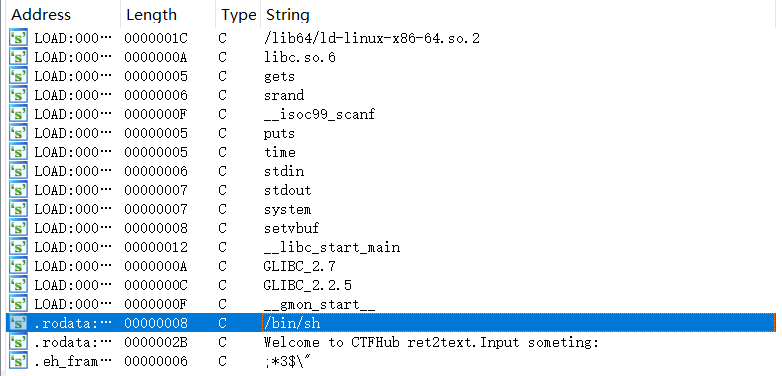 Address Length Type String
's' LOAD:000… 0000001C C /lib64/ld-linux-x86-64.so.2
's' LOAD:000… 0000000A C libc.so.6
's' LOAD:000… 00000005 C gets
's' LOAD:000… 00000006 C srand
's' LOAD:000… 0000000F C __isoc99_scanf
's' LOAD:000… 00000005 C puts
's' LOAD:000… 00000005 C time
's' LOAD:000… 00000006 C stdin
's' LOAD:000… 00000007 C stdout
's' LOAD:000… 00000007 C system
's' LOAD:000… 00000008 C setvbuf
's' LOAD:000… 00000012 C __libc_start_main
's' LOAD:000… 0000000A C GLIBC_2.7
's' LOAD:000… 0000000C C GLIBC_2.2.5
's' LOAD:000… 0000000F C __gmon_start__
's' .rodata:… 00000008 C /bin/sh
's' .rodata:… 0000002B C Welcome to CTFHub ret2text.Input someting:
's' .eh_fram… 00000006 C ;*3$\"